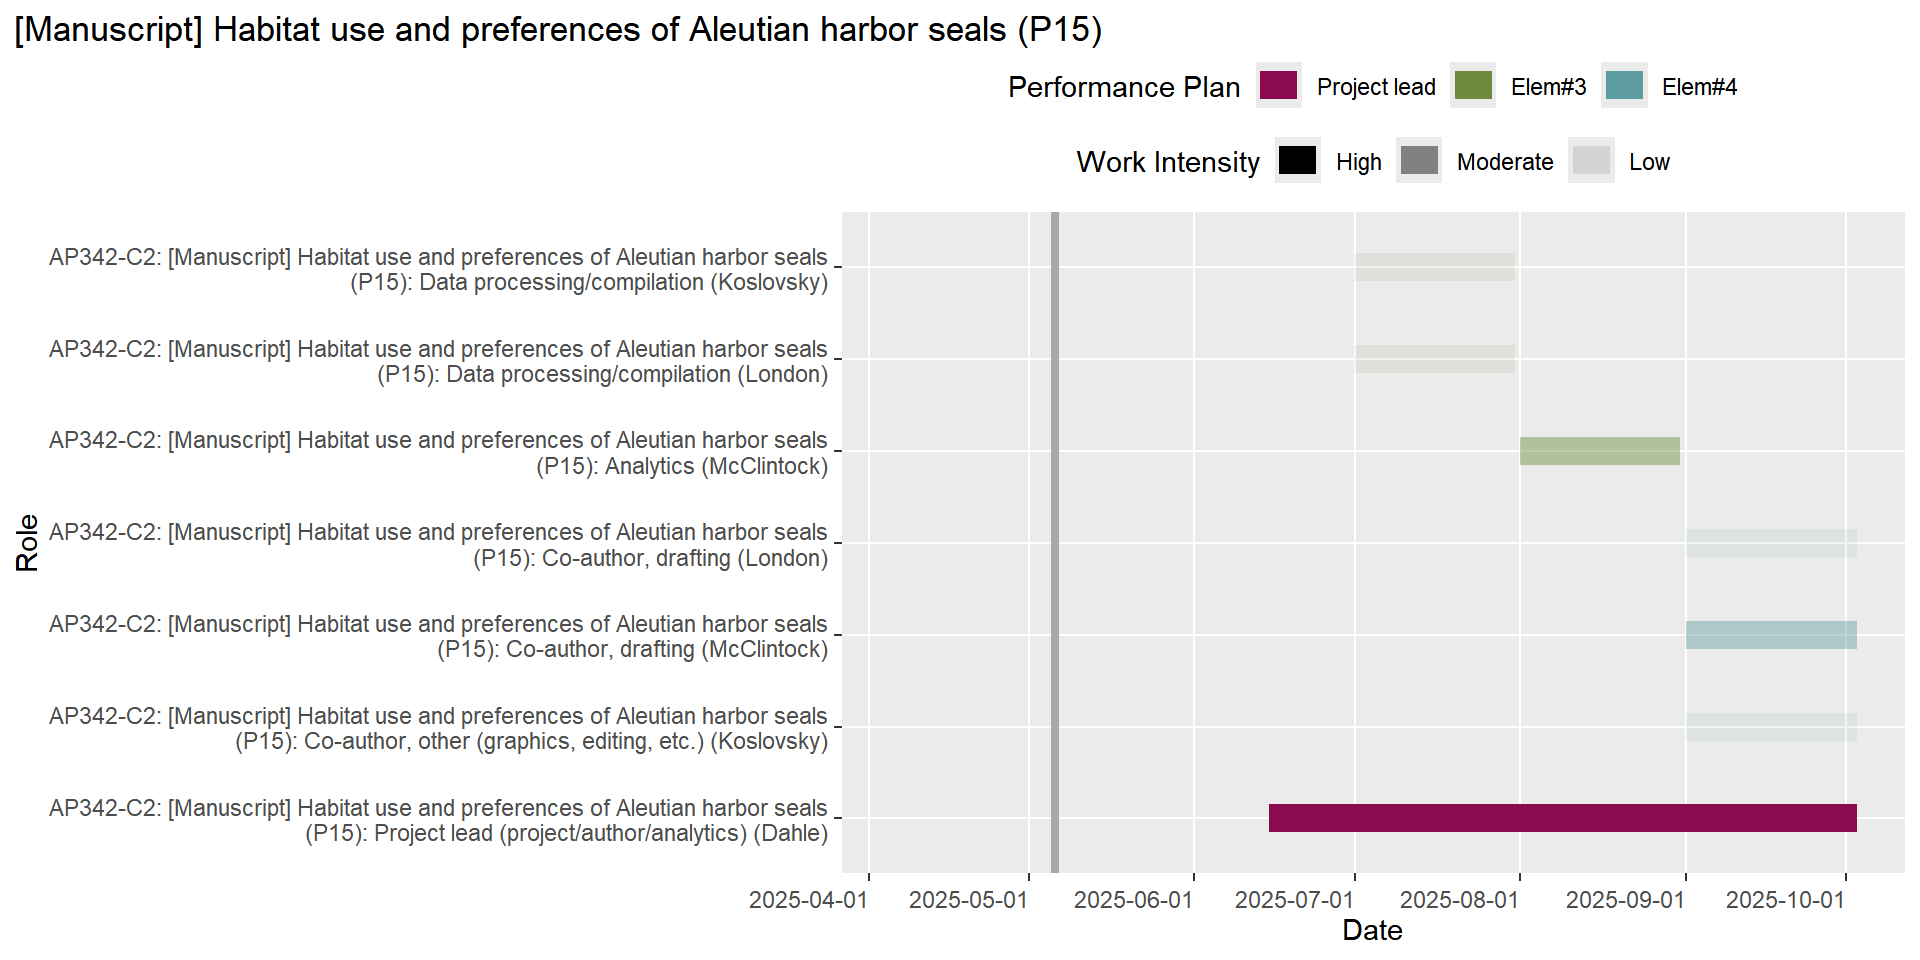 [Manuscript] Habitat use and preferences of Aleutian harbor seals (P15)
Performance Plan Project lead Elem#3 Elem#4
Work Intensity High Moderate Low
AP342-C2: [Manuscript] Habitat use and preferences of Aleutian harbor seals
(P15): Data processing/compilation (Koslovsky)
AP342-C2: [Manuscript] Habitat use and preferences of Aleutian harbor seals
(P15): Data processing/compilation (London)
AP342-C2: [Manuscript] Habitat use and preferences of Aleutian harbor seals
(P15): Analytics (McClintock)
AP342-C2: [Manuscript] Habitat use and preferences of Aleutian harbor seals
(P15): Co-author, drafting (London)
AP342-C2: [Manuscript] Habitat use and preferences of Aleutian harbor seals
(P15): Co-author, drafting (McClintock)
AP342-C2: [Manuscript] Habitat use and preferences of Aleutian harbor seals
(P15): Co-author, other (graphics, editing, etc.) (Koslovsky)
AP342-C2: [Manuscript] Habitat use and preferences of Aleutian harbor seals
(P15): Project lead (project/author/analytics) (Dahle)
Role
2025-04-01 2025-05-01 2025-06-01 2025-07-01 2025-08-01 2025-09-01 2025-10-01
Date